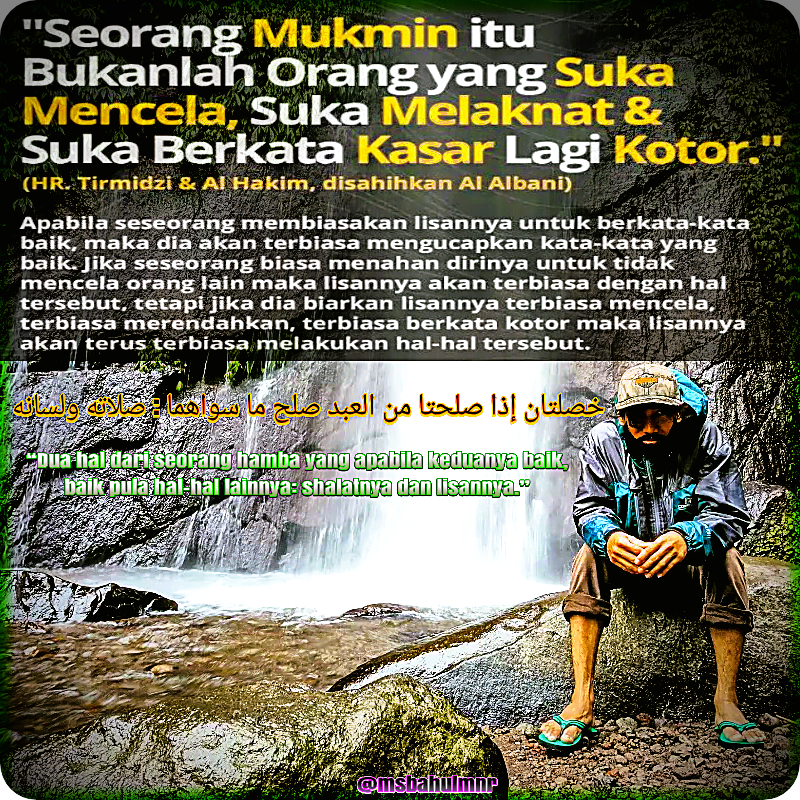 "Seorang Mukmin itu
Bukanlah Orang yang Suka
Mencela, Suka Melaknat &
Suka Berkata Kasar Lagi Kotor."
(HR. Tirmidzi & Al Hakim, disahihkan Al Albani)
Apabila seseorang membiasakan lisannya untuk berkata-kata
baik, maka dia akan terbiasa mengucapkan kata-kata yang
baik. Jika seseorang biasa menahan dirinya untuk tidak
mencela orang lain maka lisannya akan terbiasa dengan hal
tersebut, tetapi jika dia biarkan lisannya terbiasa mencela,
terbiasa merendahkan, terbiasa berkata kotor maka lisannya
akan terus terbiasa melakukan hal-hal tersebut.
خصلتان إذا صلحتا من العبد صلح ما سواهما : صلاته ولسانه
“Dua hal dari seorang hamba yang apabila keduanya baik,
baik pula hal-hal lainnya: shalatnya dan lisannya.”
@msbahulmnr